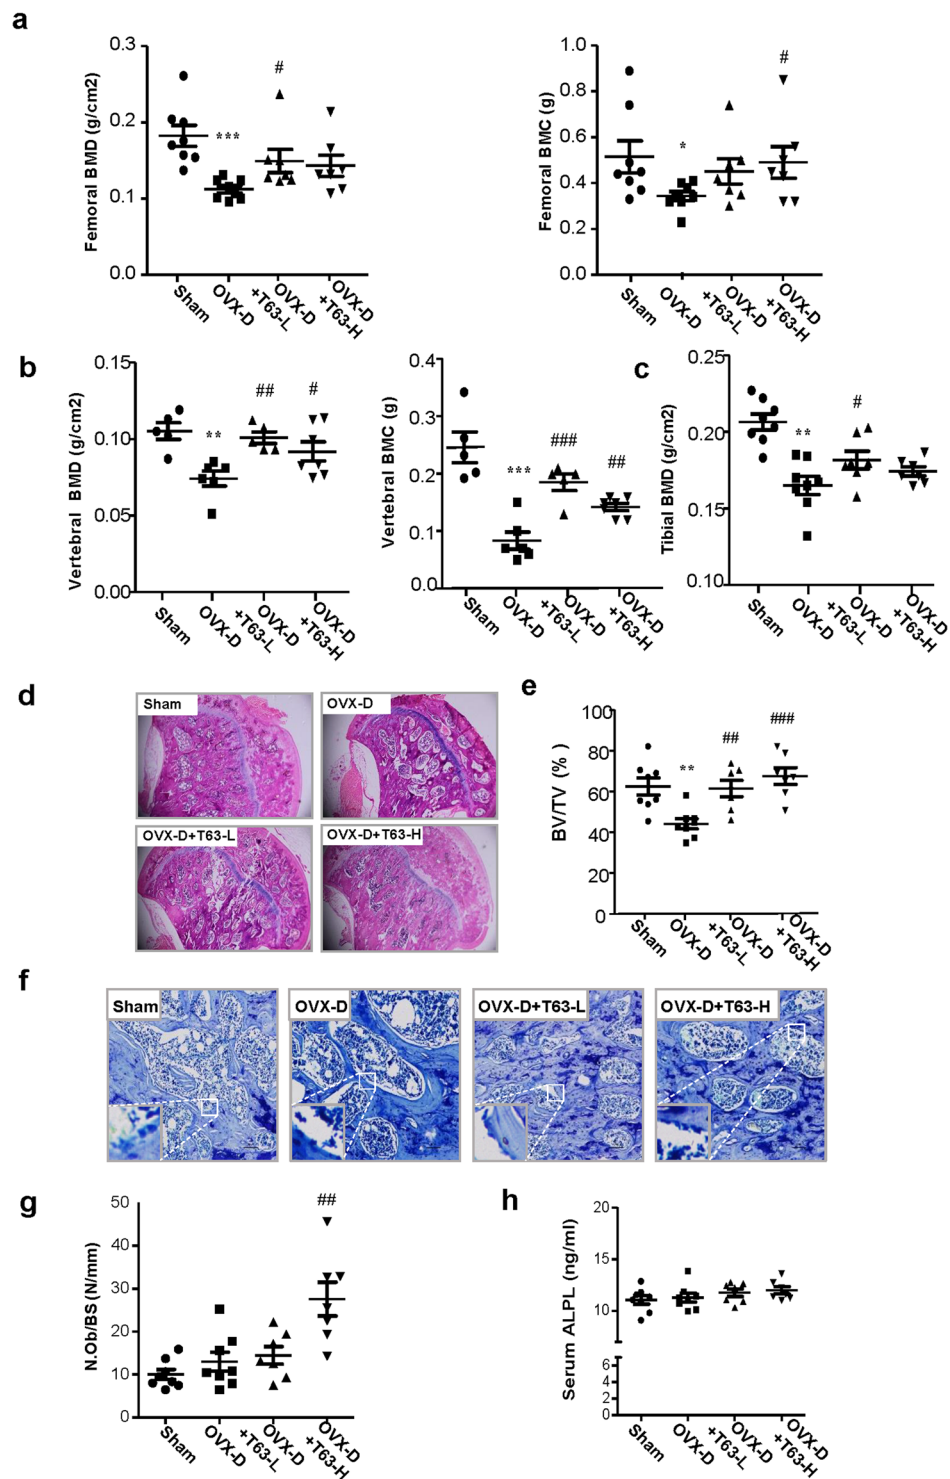 a
0.3
0.2
0.1
0.0
Femoral BMD (g/cm2)
***
#
Sham
OVX-D
OVX-D
+T63-L
OVX-D
+T63-H
1.0
0.8
0.6
0.4
0.2
0.0
Femoral BMC (g)
*
#
Sham
OVX-D
OVX-D
+T63-L
OVX-D
+T63-H
b
0.15
0.10
0.05
0.00
Vertebral BMD (g/cm2)
**
##
#
Sham
OVX-D
OVX-D
+T63-L
OVX-D
+T63-H
0.4
0.3
0.2
0.1
0.0
Vertebral BMC (g)
***
###
##
Sham
OVX-D
OVX-D
+T63-L
OVX-D
+T63-H
c
0.25
0.20
0.15
0.10
Tibial BMD (g/cm2)
**
#
Sham
OVX-D
OVX-D
+T63-L
OVX-D
+T63-H
d
Sham
OVX-D
OVX-D+T63-L
OVX-D+T63-H
e
100
80
60
40
20
0
BV/TV (% )
**
##
###
Sham
OVX-D
OVX-D
+T63-L
OVX-D
+T63-H
f
Sham
OVX-D
OVX-D+T63-L
OVX-D+T63-H
g
50
40
30
20
10
0
N.Ob/BS (N/mm)
##
Sham
OVX-D
OVX-D
+T63-L
OVX-D
+T63-H
h
20
15
10
6
4
2
0
Serum ALPL (ng/ml)
Sham
OVX-D
OVX-D
+T63-L
OVX-D
+T63-H